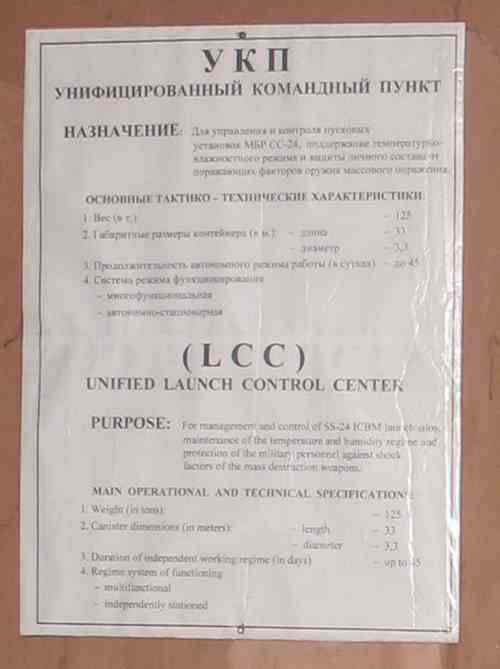 УКП
УНИФИЦИРОВАННЫЙ КОМАНДНЫЙ ПУНКТ
НАЗНАЧЕНИЕ: Для управления и контроля пусковых
установок МБР СС-24, поддержание температурно-
влажностного режима и защиты личного состава от
поражающих факторов оружия массового поражения.
ОСНОВНЫЕ ТАКТИКО – ТЕХНИЧЕСКИЕ ХАРАКТЕРИСТИКИ:
1. Вес (в т.) – 125
2. Габаритные размеры контейнера (в м.): – длина – 33
– диаметр – 3,3
3. Продолжительность автономного режима работы (в сутках) – до 45
4. Система режима функционирования
– многофункциональная
– автономно-стационарная
(LCC)
UNIFIED LAUNCH CONTROL CENTER
PURPOSE: For management and control of SS-24 ICBM launch silos,
maintenance of the temperature and humidity regime and
protection of the military personnel against shock
factors of the mass destruction weapons.
MAIN OPERATIONAL AND TECHNICAL SPECIFICATIONS:
1. Weight (in tons): – 125
2. Canister dimensions (in meters): – length – 33
– diameter – 3,3
3. Duration of independent working regime (in days) – up to 45
4. Regime system of functioning
– multifunctional
– independently stationed